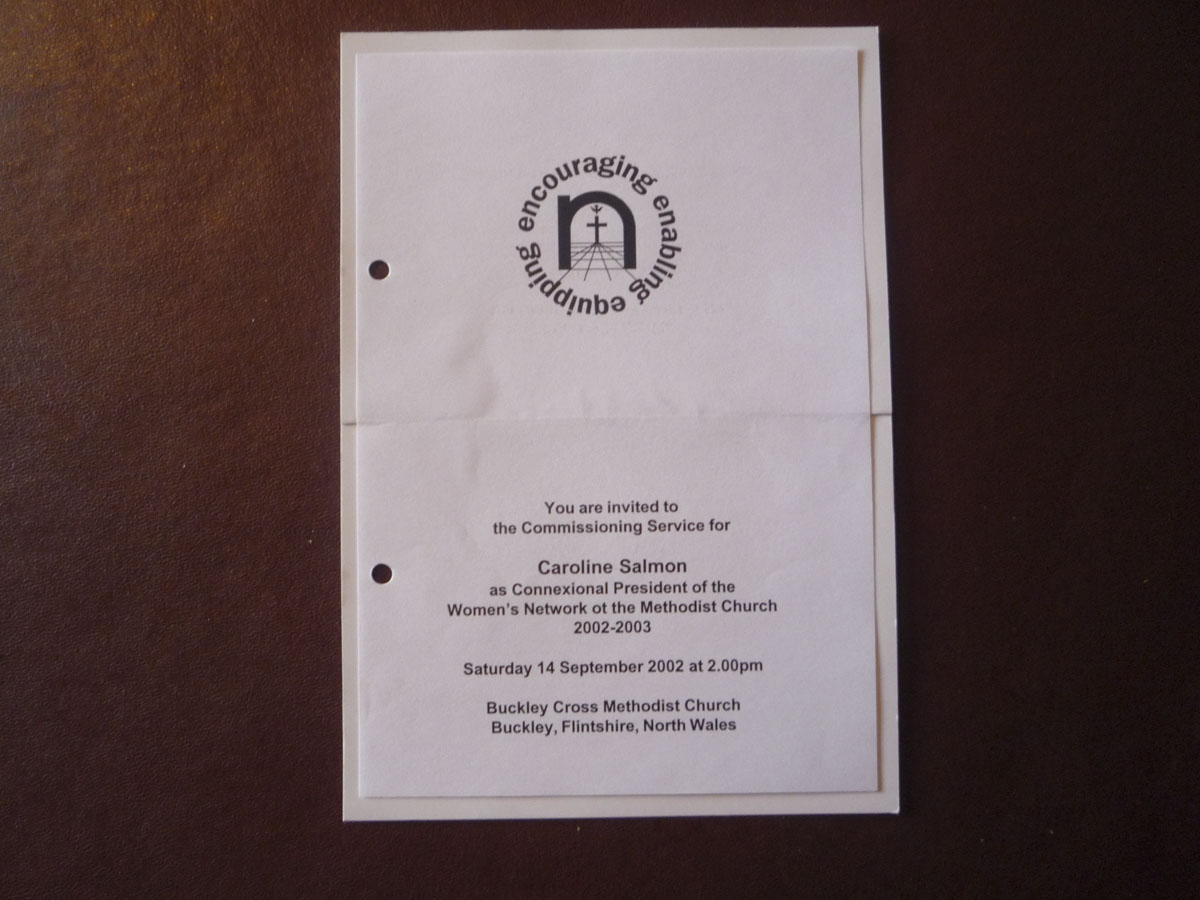 encouraging enabling equipping
n
You are invited to
the Commissioning Service for
Caroline Salmon
as Connexional President of the
Women's Network ot the Methodist Church
2002-2003
Saturday 14 September 2002 at 2.00pm
Buckley Cross Methodist Church
Buckley, Flintshire, North Wales